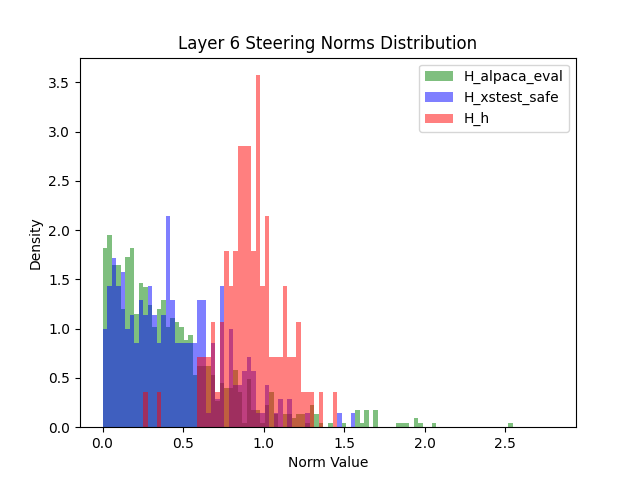 Layer 6 Steering Norms Distribution
H_alpaca_eval
H_xstest_safe
H_h
Density
3.5
3.0
2.5
2.0
1.5
1.0
0.5
0.0
0.0 0.5 1.0 1.5 2.0 2.5
Norm Value